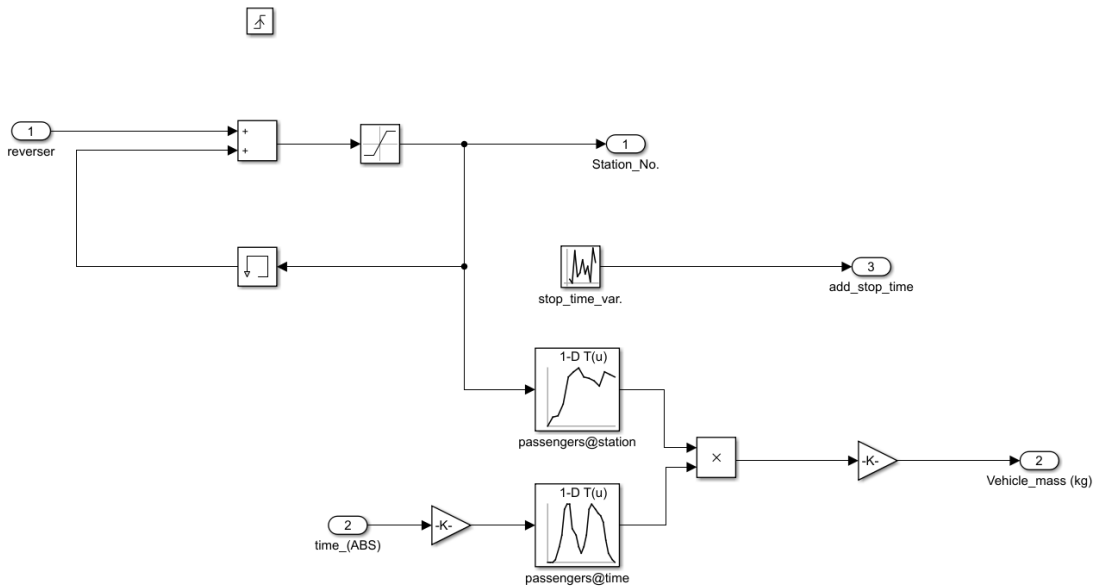 +
+
1
reverser
1
Station_No.
stop_time_var.
3
add_stop_time
1-D T(u)
passengers@station
×
-K-
2
Vehicle_mass (kg)
2
time_(ABS)
-K-
1-D T(u)
passengers@time